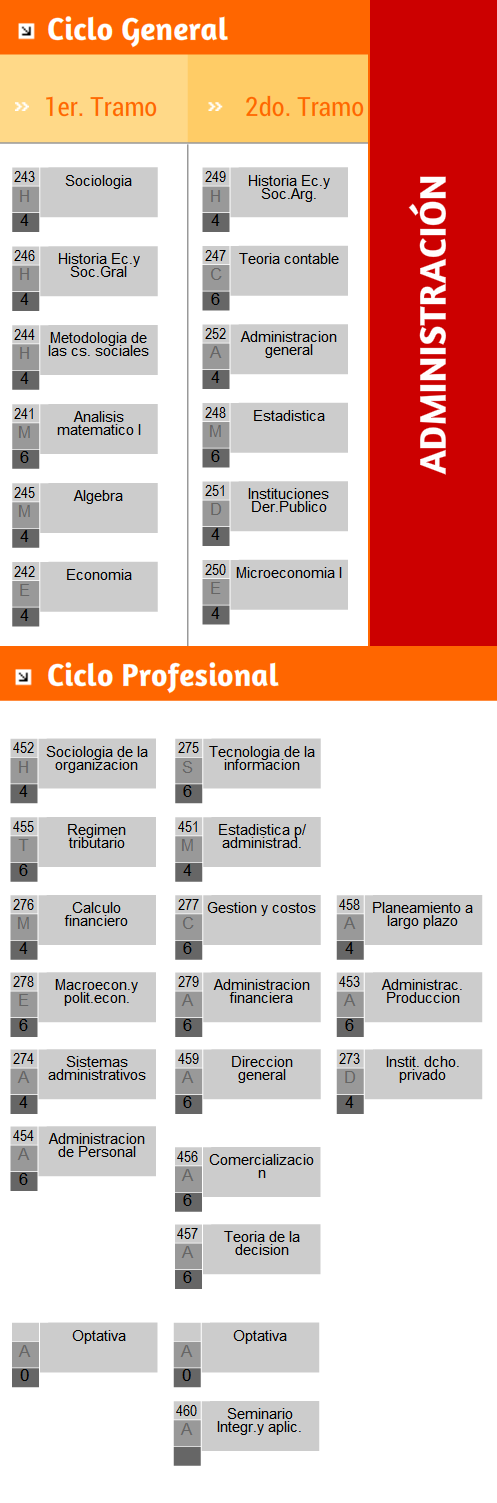 Ciclo General
» 1er. Tramo
» 2do. Tramo
ADMINISTRACIÓN
243
H
4
Sociologia
246
H
4
Historia Ec.y
Soc.Gral
244
H
4
Metodologia de
las cs. sociales
241
M
6
Analisis
matematico I
245
M
4
Algebra
242
E
4
Economia
249
H
4
Historia Ec.y
Soc.Arg.
247
C
6
Teoria contable
252
A
4
Administracion
general
248
M
6
Estadistica
251
D
4
Instituciones
Der.Publico
250
E
4
Microeconomia I
Ciclo Profesional
452
H
4
Sociologia de la
organizacion
455
T
6
Regimen
tributario
276
M
4
Calculo
financiero
278
E
6
Macroecon.y
polit.econ.
274
A
4
Sistemas
administrativos
454
A
6
Administracion
de Personal
A
0
Optativa
275
S
6
Tecnologia de la
informacion
451
M
4
Estadistica p/
administrad.
277
C
6
Gestion y costos
279
A
6
Administracion
financiera
459
A
6
Direccion
general
456
A
6
Comercializacio
n
457
A
6
Teoria de la
decision
A
0
Optativa
460
A
Seminario
Integr.y aplic.
458
A
4
Planeamiento a
largo plazo
453
A
6
Administrac.
Produccion
273
D
4
Instit. dcho.
privado